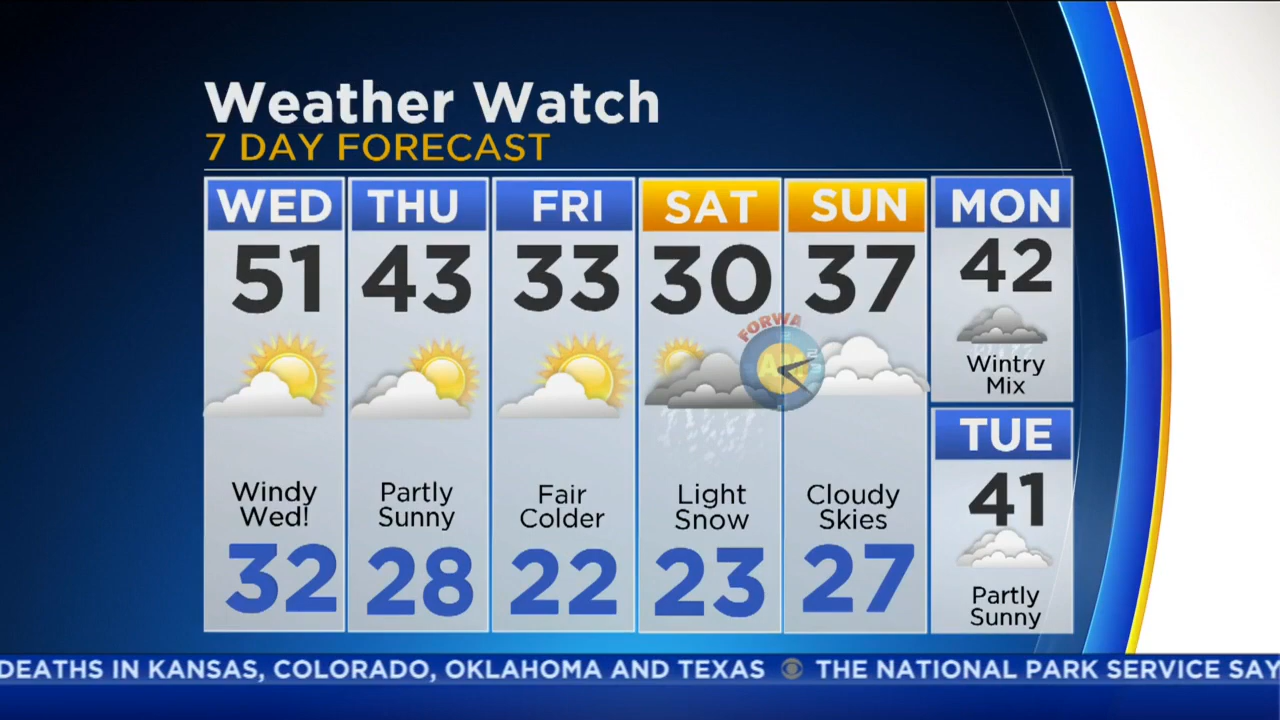 Weather Watch
7 DAY FORECAST
WED
51
Windy
Wed!
32
THU
43
Partly
Sunny
28
FRI
33
Fair
Colder
22
SAT
30
Light
Snow
23
SUN
37
Cloudy
Skies
27
MON
42
Wintry
Mix
TUE
41
Partly
Sunny
FORWA
DEATHS IN KANSAS, COLORADO, OKLAHOMA AND TEXAS THE NATIONAL PARK SERVICE SAY